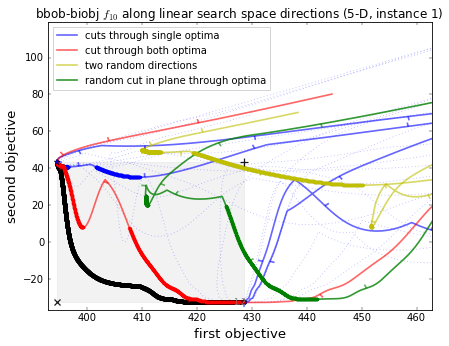 bbob-biobj f₁₀ along linear search space directions (5-D, instance 1)
cuts through single optima
cut through both optima
two random directions
random cut in plane through optima
100
80
60
40
20
0
−20
second objective
400 410 420 430 440 450 460
first objective